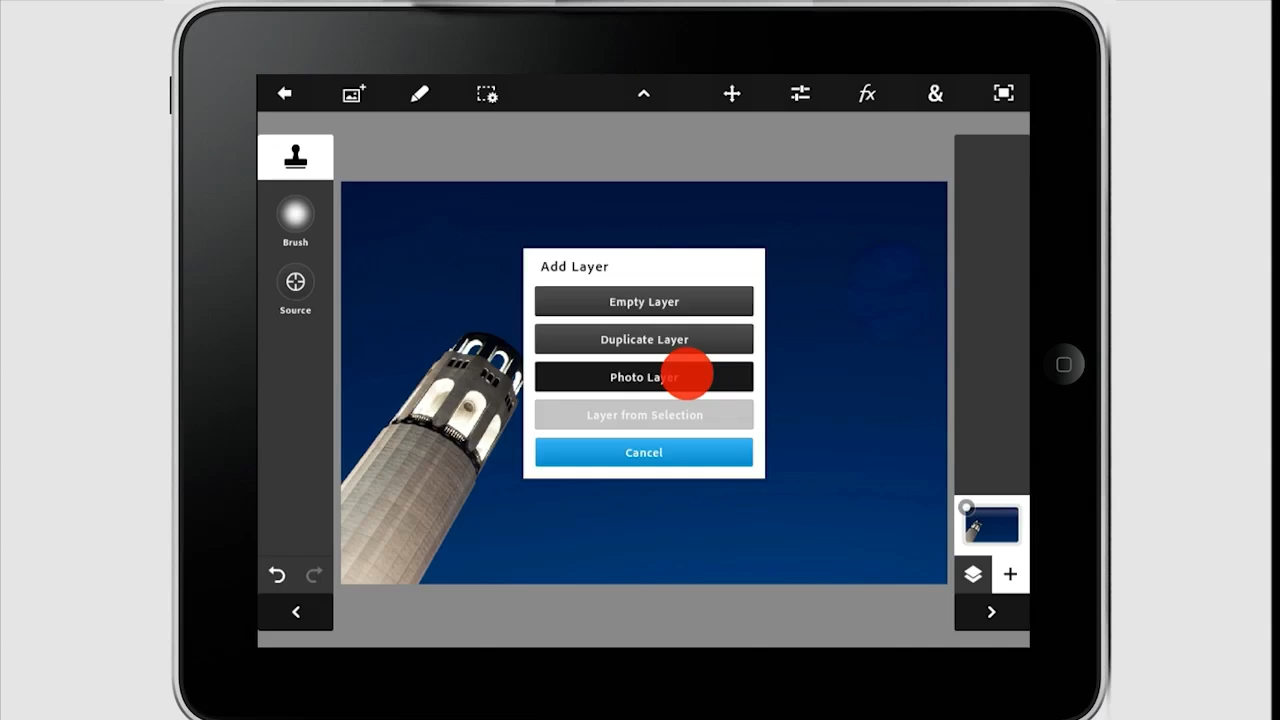 fx
&
Brush
Source
Add Layer
Empty Layer
Duplicate Layer
Photo Layer
Layer from Selection
Cancel